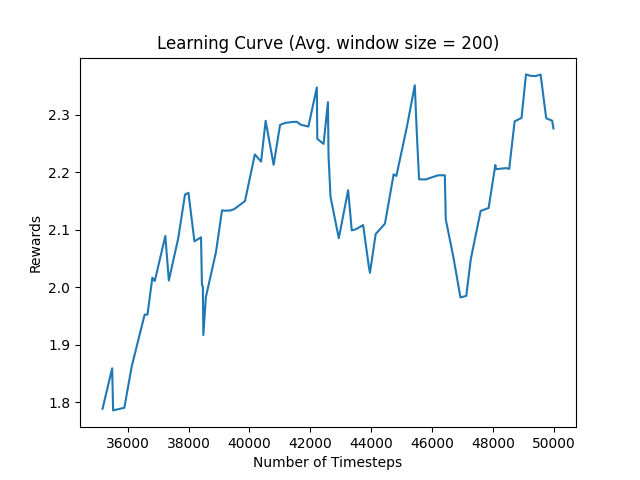 Learning Curve (Avg. window size = 200)
Rewards
2.3
2.2
2.1
2.0
1.9
1.8
36000 38000 40000 42000 44000 46000 48000 50000
Number of Timesteps